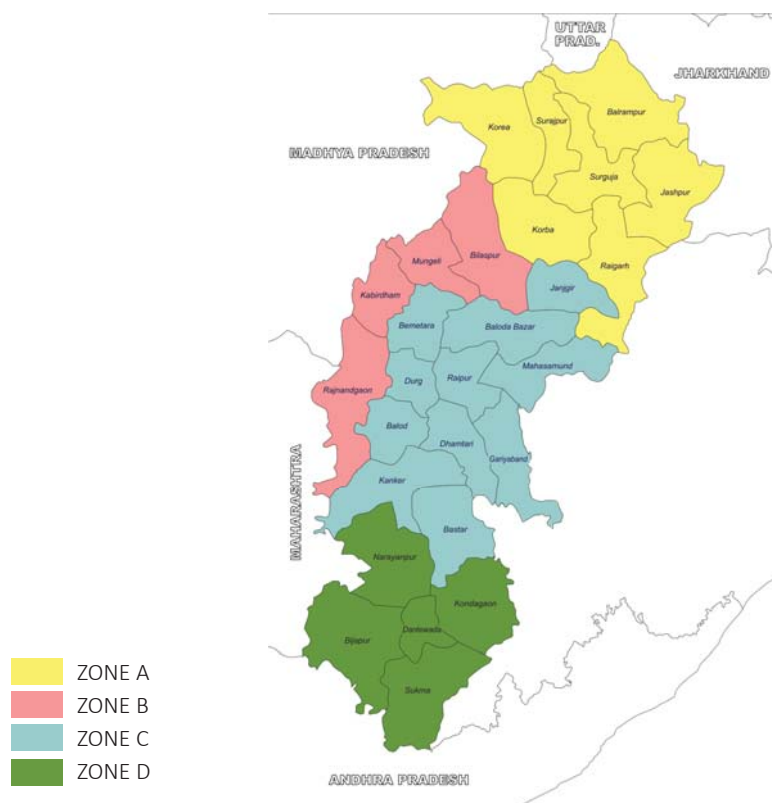 UTTAR
PRAD.
JHARKHAND
MADHYA PRADESH
Balrampur
Surajpur
Korea
Surguja
Jashpur
Korba
Bilaspur
Mungeli
Raigarh
Janjgir
Kabirdham
Bemetara
Baloda Bazar
Mahasamund
Rajnandgaon
Durg
Raipur
Balod
Dhamtari
Gariyaband
MAHARASHTRA
Kanker
Bastar
Narayanpur
Kondagaon
Dantewada
Bijapur
Sukma
ZONE A
ZONE B
ZONE C
ZONE D
ANDHRA PRADESH